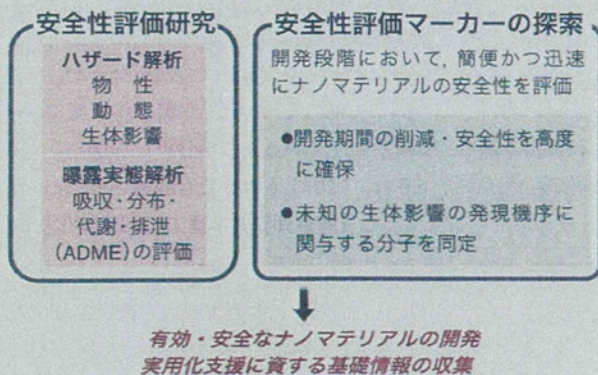 安全性評価研究
ハザード解析
物 性
動 態
生体影響
曝露実態解析
吸収・分布・
代謝・排泄
(ADME)の評価
安全性評価マーカーの探索
開発段階において,簡便かつ迅速
にナノマテリアルの安全性を評価
●開発期間の削減・安全性を高度
に確保
●未知の生体影響の発現機序に
関与する分子を同定
有効・安全なナノマテリアルの開発
実用化支援に資する基礎情報の収集